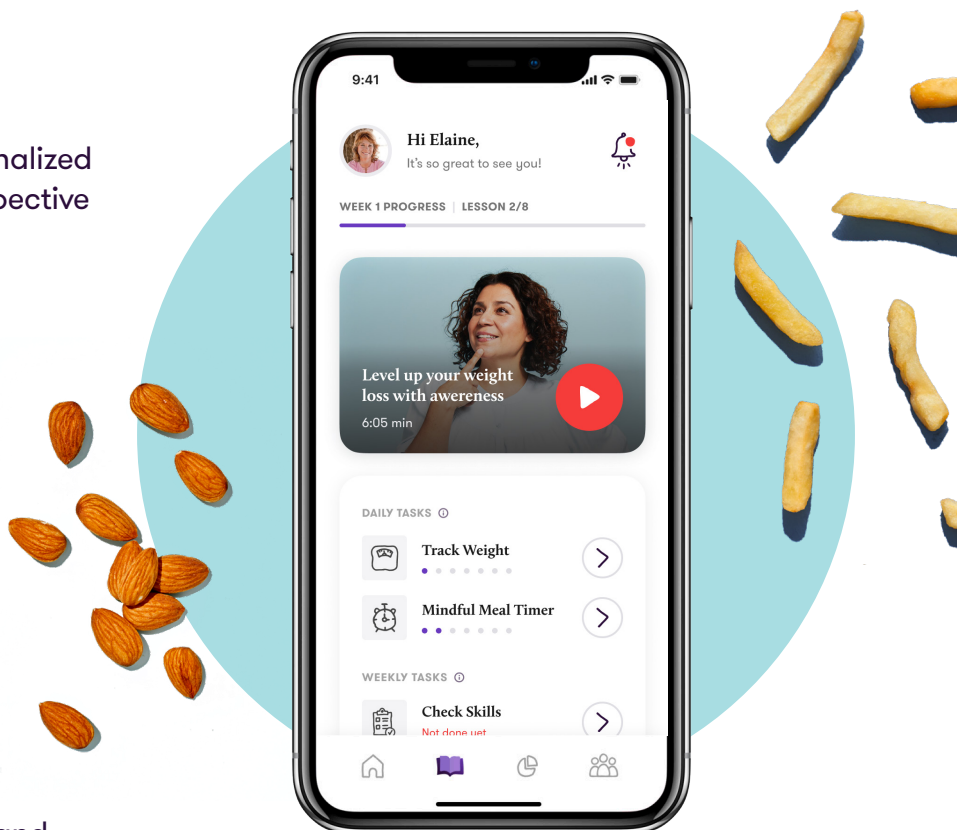 nalized
pective
9:41
Hi Elaine,
It's so great to see you!
WEEK 1 PROGRESS | LESSON 2/8
Level up your weight
loss with awereness
6:05 min
DAILY TASKS
Track Weight
Mindful Meal Timer
WEEKLY TASKS
Check Skills
Not done yet
and